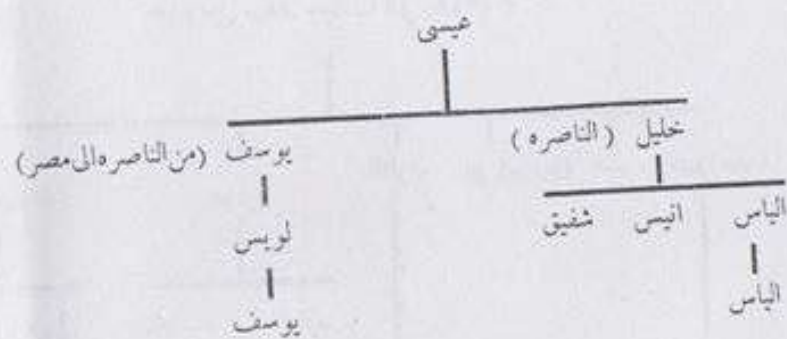 عيسى
خليل (الناصره) يوسف (من الناصره الى مصر)
الياس انيس شفيق لويس
الياس يوسف